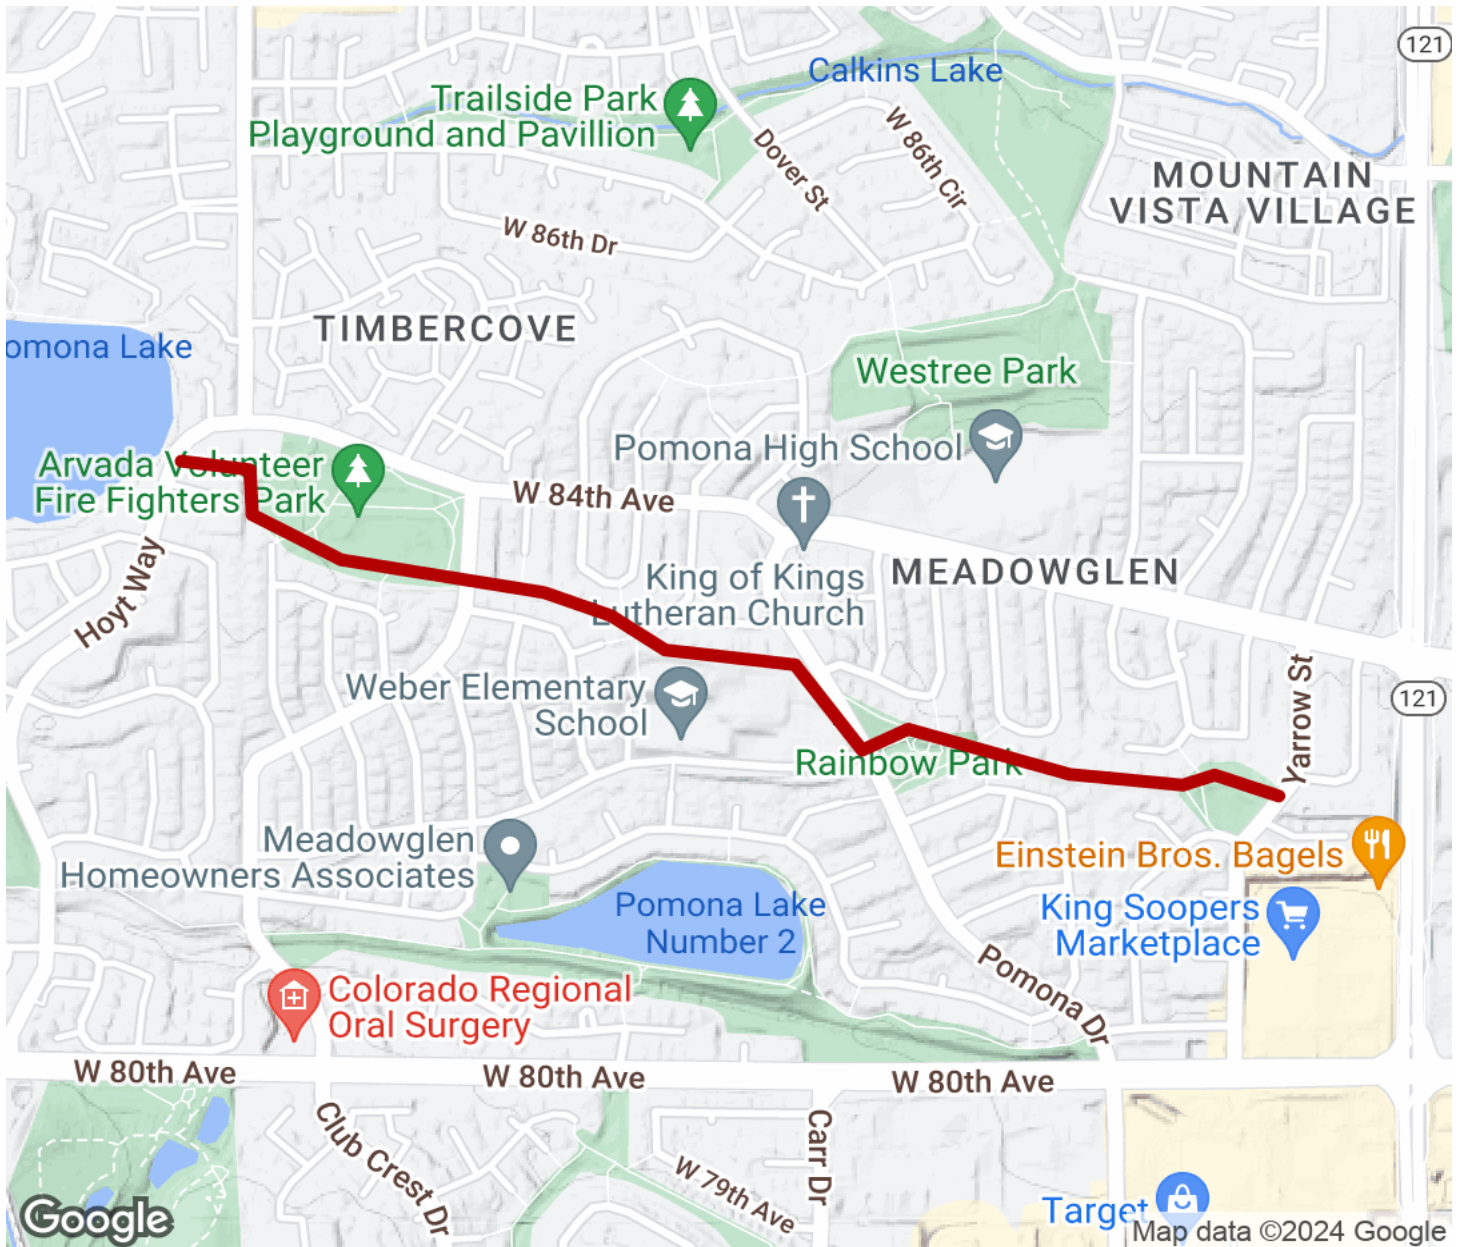 121
Calkins Lake
Trailside Park
Playground and Pavillion
Dover St
W 86th Cir
MOUNTAIN
VISTA VILLAGE
W 86th Dr
TIMBERCOVE
omona Lake
Westree Park
Pomona High School
Arvada Volunteer
Fire Fighters Park
W 84th Ave
Hoyt Way
King of Kings
Lutheran Church
MEADOWGLEN
Weber Elementary
School
Yarrow St
121
Rainbow Park
Meadowglen
Homeowners Associates
Einstein Bros. Bagels
Pomona Lake
Number 2
King Soopers
Marketplace
Pomona Dr
Colorado Regional
Oral Surgery
W 80th Ave
W 80th Ave
W 80th Ave
Club Crest Dr
Carr Dr
W 79th Ave
Target
Google
Map data ©2024 Google